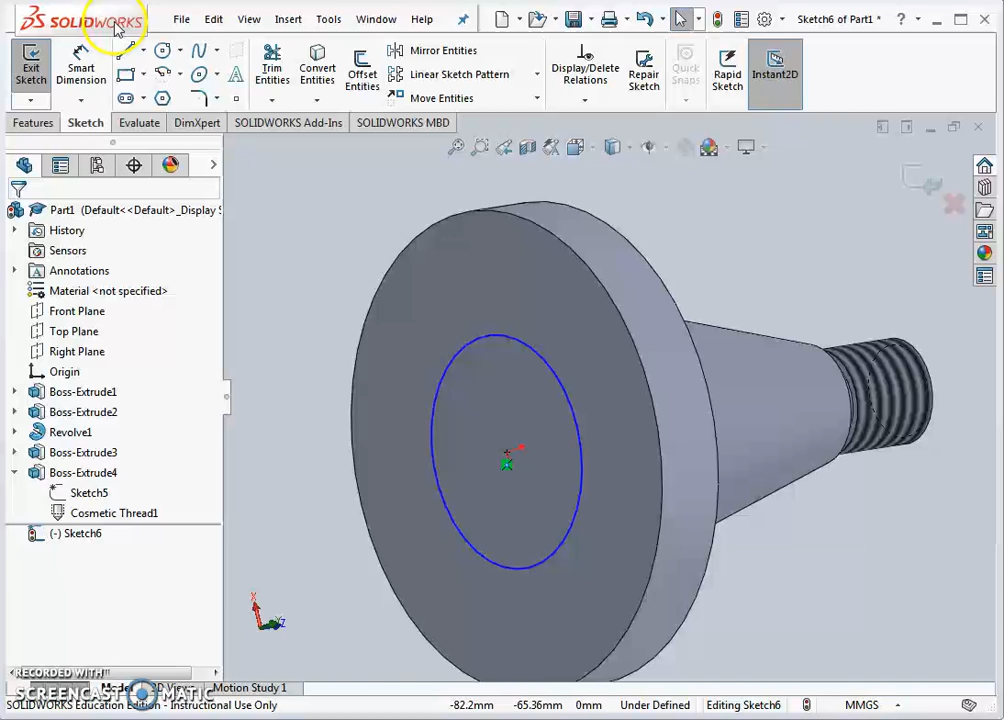 SOLIDWORKS File Edit View Insert Tools Window Help Sketch6 of Part1 * ?
Exit Sketch
Smart Dimension
Trim Entities
Convert Entities
Offset Entities
Mirror Entities
Linear Sketch Pattern
Move Entities
Display/Delete Relations
Repair Sketch
Quick Snaps
Rapid Sketch
Instant2D
Features Sketch Evaluate DimXpert SOLIDWORKS Add-Ins SOLIDWORKS MBD
Part1 (Default<<Default>_Display S
History
Sensors
Annotations
Material <not specified>
Front Plane
Top Plane
Right Plane
Origin
Boss-Extrude1
Boss-Extrude2
Revolve1
Boss-Extrude3
Boss-Extrude4
Sketch5
Cosmetic Thread1
(-) Sketch6
RECORDED WITH
SCREENCAST MATIC
Motion Study 1
SOLIDWORKS Education Edition - Instructional Use Only -82.2mm -65.36mm 0mm Under Defined Editing Sketch6 MMGS